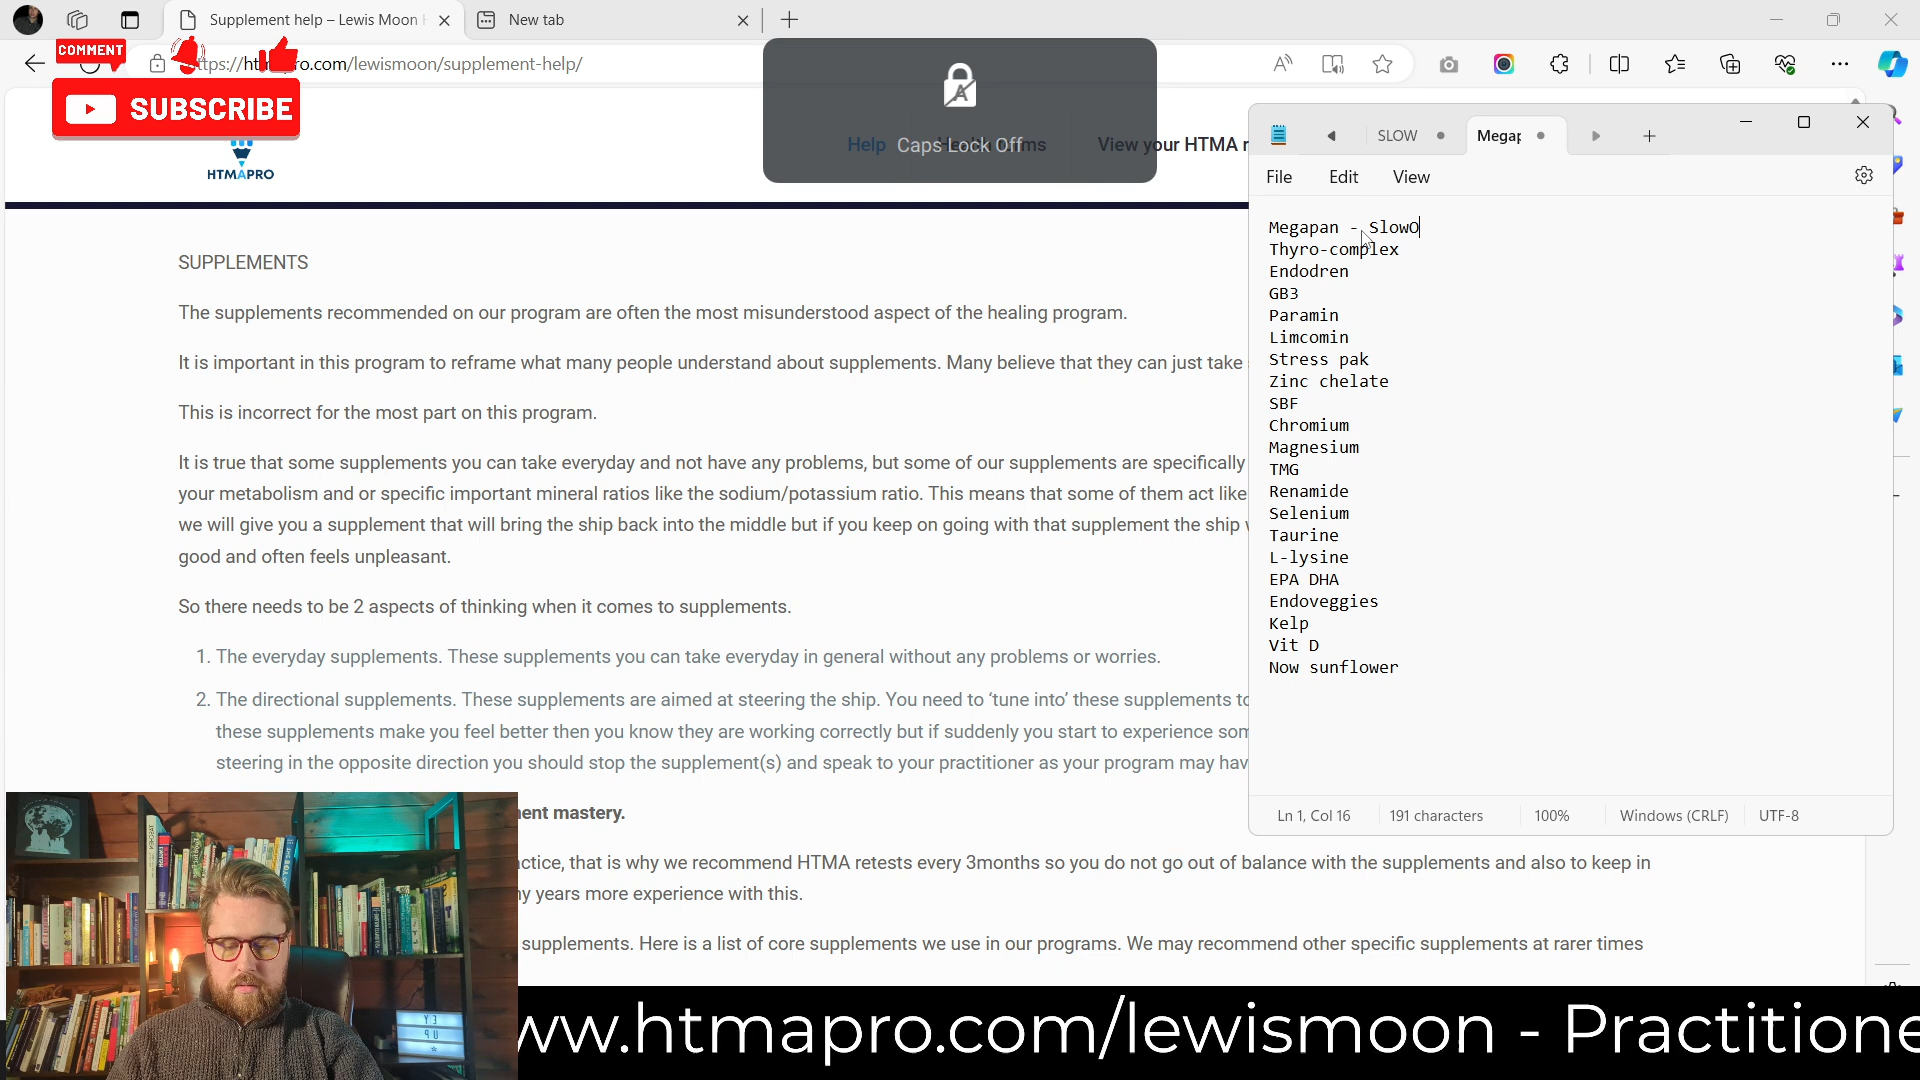 Supplement help – Lewis Moon
New tab
COMMENT
SUBSCRIBE
ro.com/lewismoon/supplement-help/
HTMAPRO
Help
View your HTMA r
Caps Lock Off
SLOW
Megap
File
Edit
View
Megapan - SlowO
Thyro-complex
Endodren
GB3
Paramin
Limcomin
Stress pak
Zinc chelate
SBF
Chromium
Magnesium
TMG
Renamide
Selenium
Taurine
L-lysine
EPA DHA
Endoveggies
Kelp
Vit D
Now sunflower
Ln 1, Col 16
191 characters
100%
Windows (CRLF)
UTF-8
SUPPLEMENTS
The supplements recommended on our program are often the most misunderstood aspect of the healing program.
It is important in this program to reframe what many people understand about supplements. Many believe that they can just take
This is incorrect for the most part on this program.
It is true that some supplements you can take everyday and not have any problems, but some of our supplements are specifically
your metabolism and or specific important mineral ratios like the sodium/potassium ratio. This means that some of them act like
we will give you a supplement that will bring the ship back into the middle but if you keep on going with that supplement the ship
good and often feels unpleasant.
So there needs to be 2 aspects of thinking when it comes to supplements.
1. The everyday supplements. These supplements you can take everyday in general without any problems or worries.
2. The directional supplements. These supplements are aimed at steering the ship. You need to ‘tune into’ these supplements to
these supplements make you feel better then you know they are working correctly but if suddenly you start to experience som
steering in the opposite direction you should stop the supplement(s) and speak to your practitioner as your program may hav
ent mastery.
actice, that is why we recommend HTMA retests every 3months so you do not go out of balance with the supplements and also to keep in
y years more experience with this.
supplements. Here is a list of core supplements we use in our programs. We may recommend other specific supplements at rarer times
ww.htmapro.com/lewismoon - Practitione